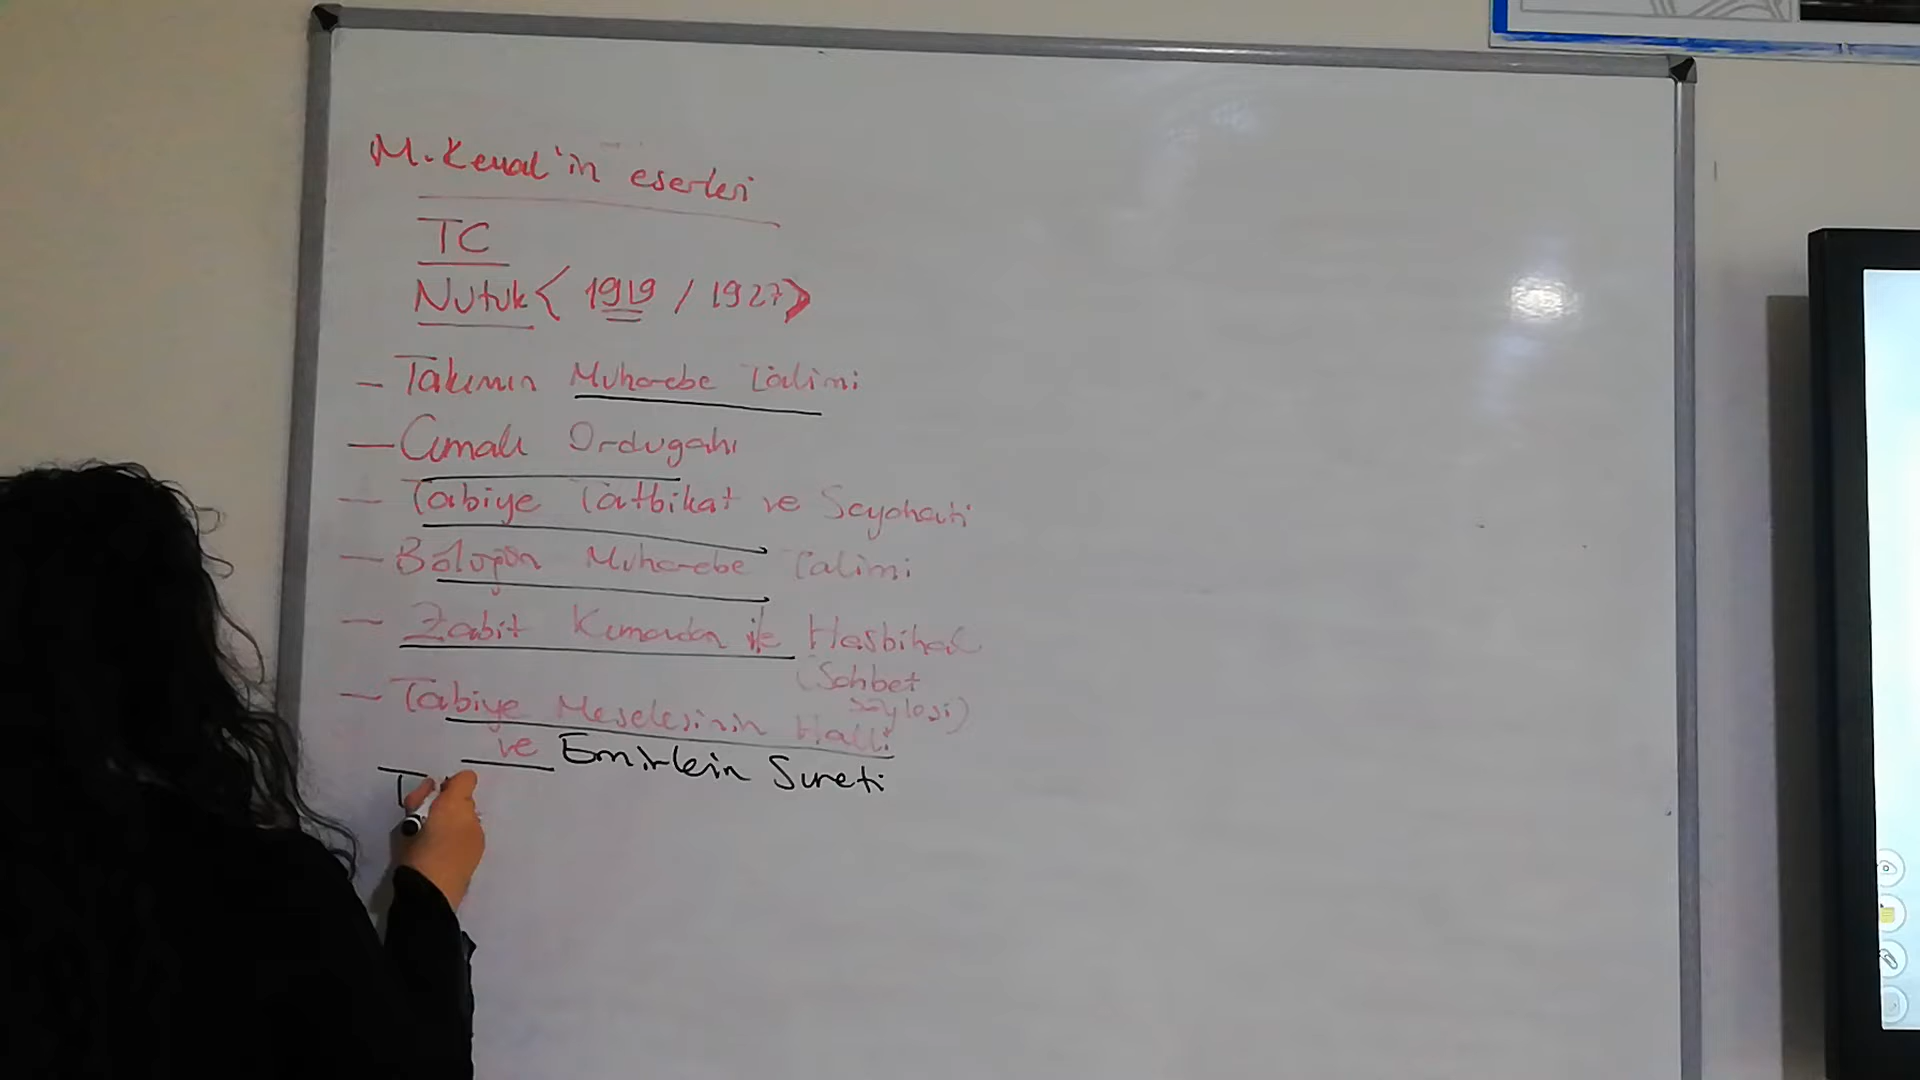 M. Kemal'in eserleri
TC
Nutuk < 1919 / 1927 >
- Takımın Muharebe Talimi
- Cumalı Ordugahı
- Tabiye Tatbikat ve Seyahati
- Bölüğün Muharebe Talimi
- Zabit Kumandan ile Hasbihal
(Sohbet
söyleşi)
- Tabiye Meselesinin Halli
ve Emirlein Sureti
T